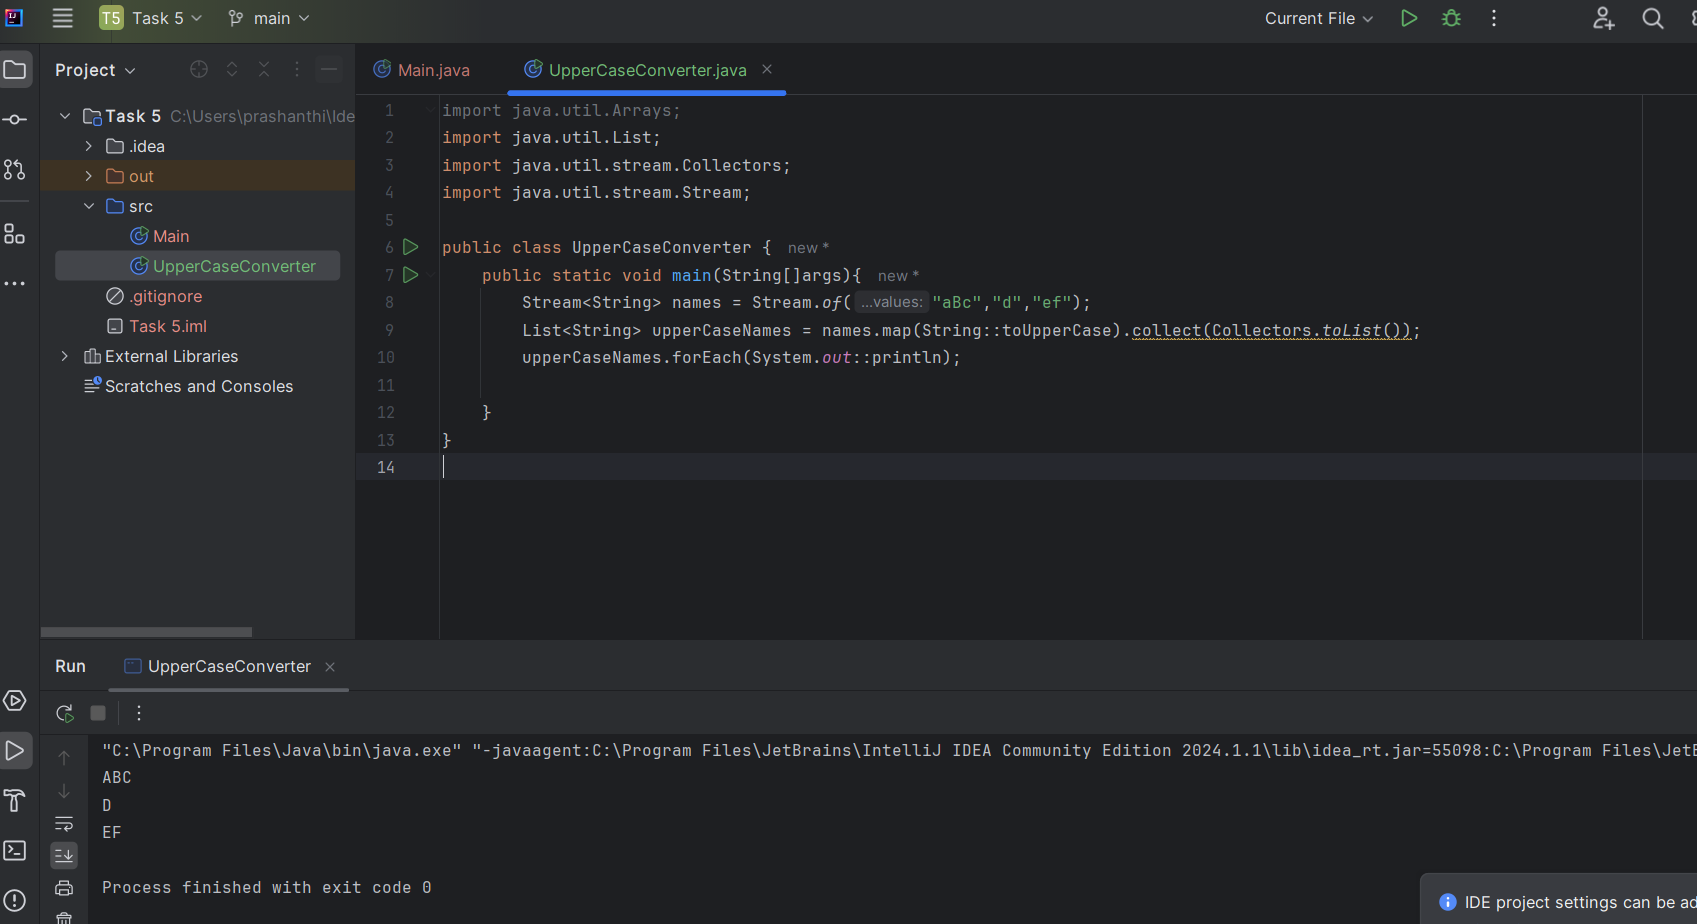 T5 Task 5 main Current File
Project
Main.java UpperCaseConverter.java
Task 5 C:\Users\prashanthi\Ide
.idea
out
src
Main
UpperCaseConverter
.gitignore
Task 5.iml
External Libraries
Scratches and Consoles
1 import java.util.Arrays;
2 import java.util.List;
3 import java.util.stream.Collectors;
4 import java.util.stream.Stream;
5
6 public class UpperCaseConverter { new *
7 public static void main(String[]args){ new *
8 Stream<String> names = Stream.of( ...values: "aBc","d","ef");
9 List<String> upperCaseNames = names.map(String::toUpperCase).collect(Collectors.toList());
10 upperCaseNames.forEach(System.out::println);
11
12 }
13 }
14
Run UpperCaseConverter
"C:\Program Files\Java\bin\java.exe" "-javaagent:C:\Program Files\JetBrains\IntelliJ IDEA Community Edition 2024.1.1\lib\idea_rt.jar=55098:C:\Program Files\JetB
ABC
D
EF
Process finished with exit code 0
IDE project settings can be ad